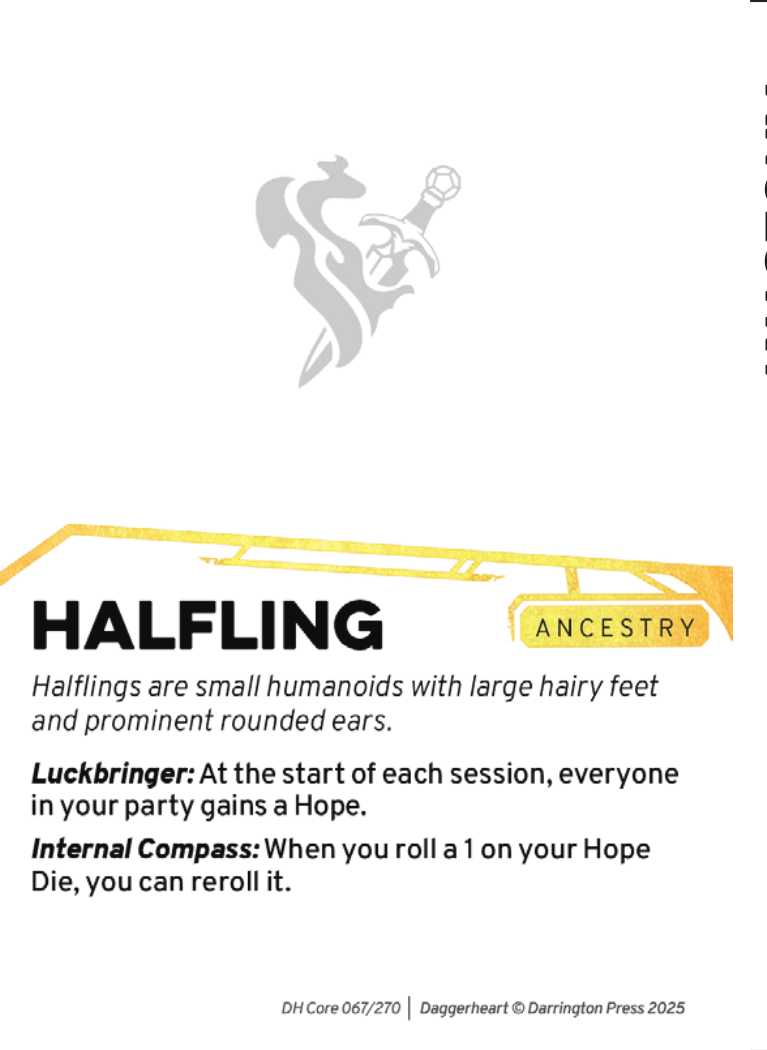 HALFLING
ANCESTRY
Halflings are small humanoids with large hairy feet
and prominent rounded ears.
Luckbringer: At the start of each session, everyone
in your party gains a Hope.
Internal Compass: When you roll a 1 on your Hope
Die, you can reroll it.
DH Core 067/270 | Daggerheart © Darrington Press 2025